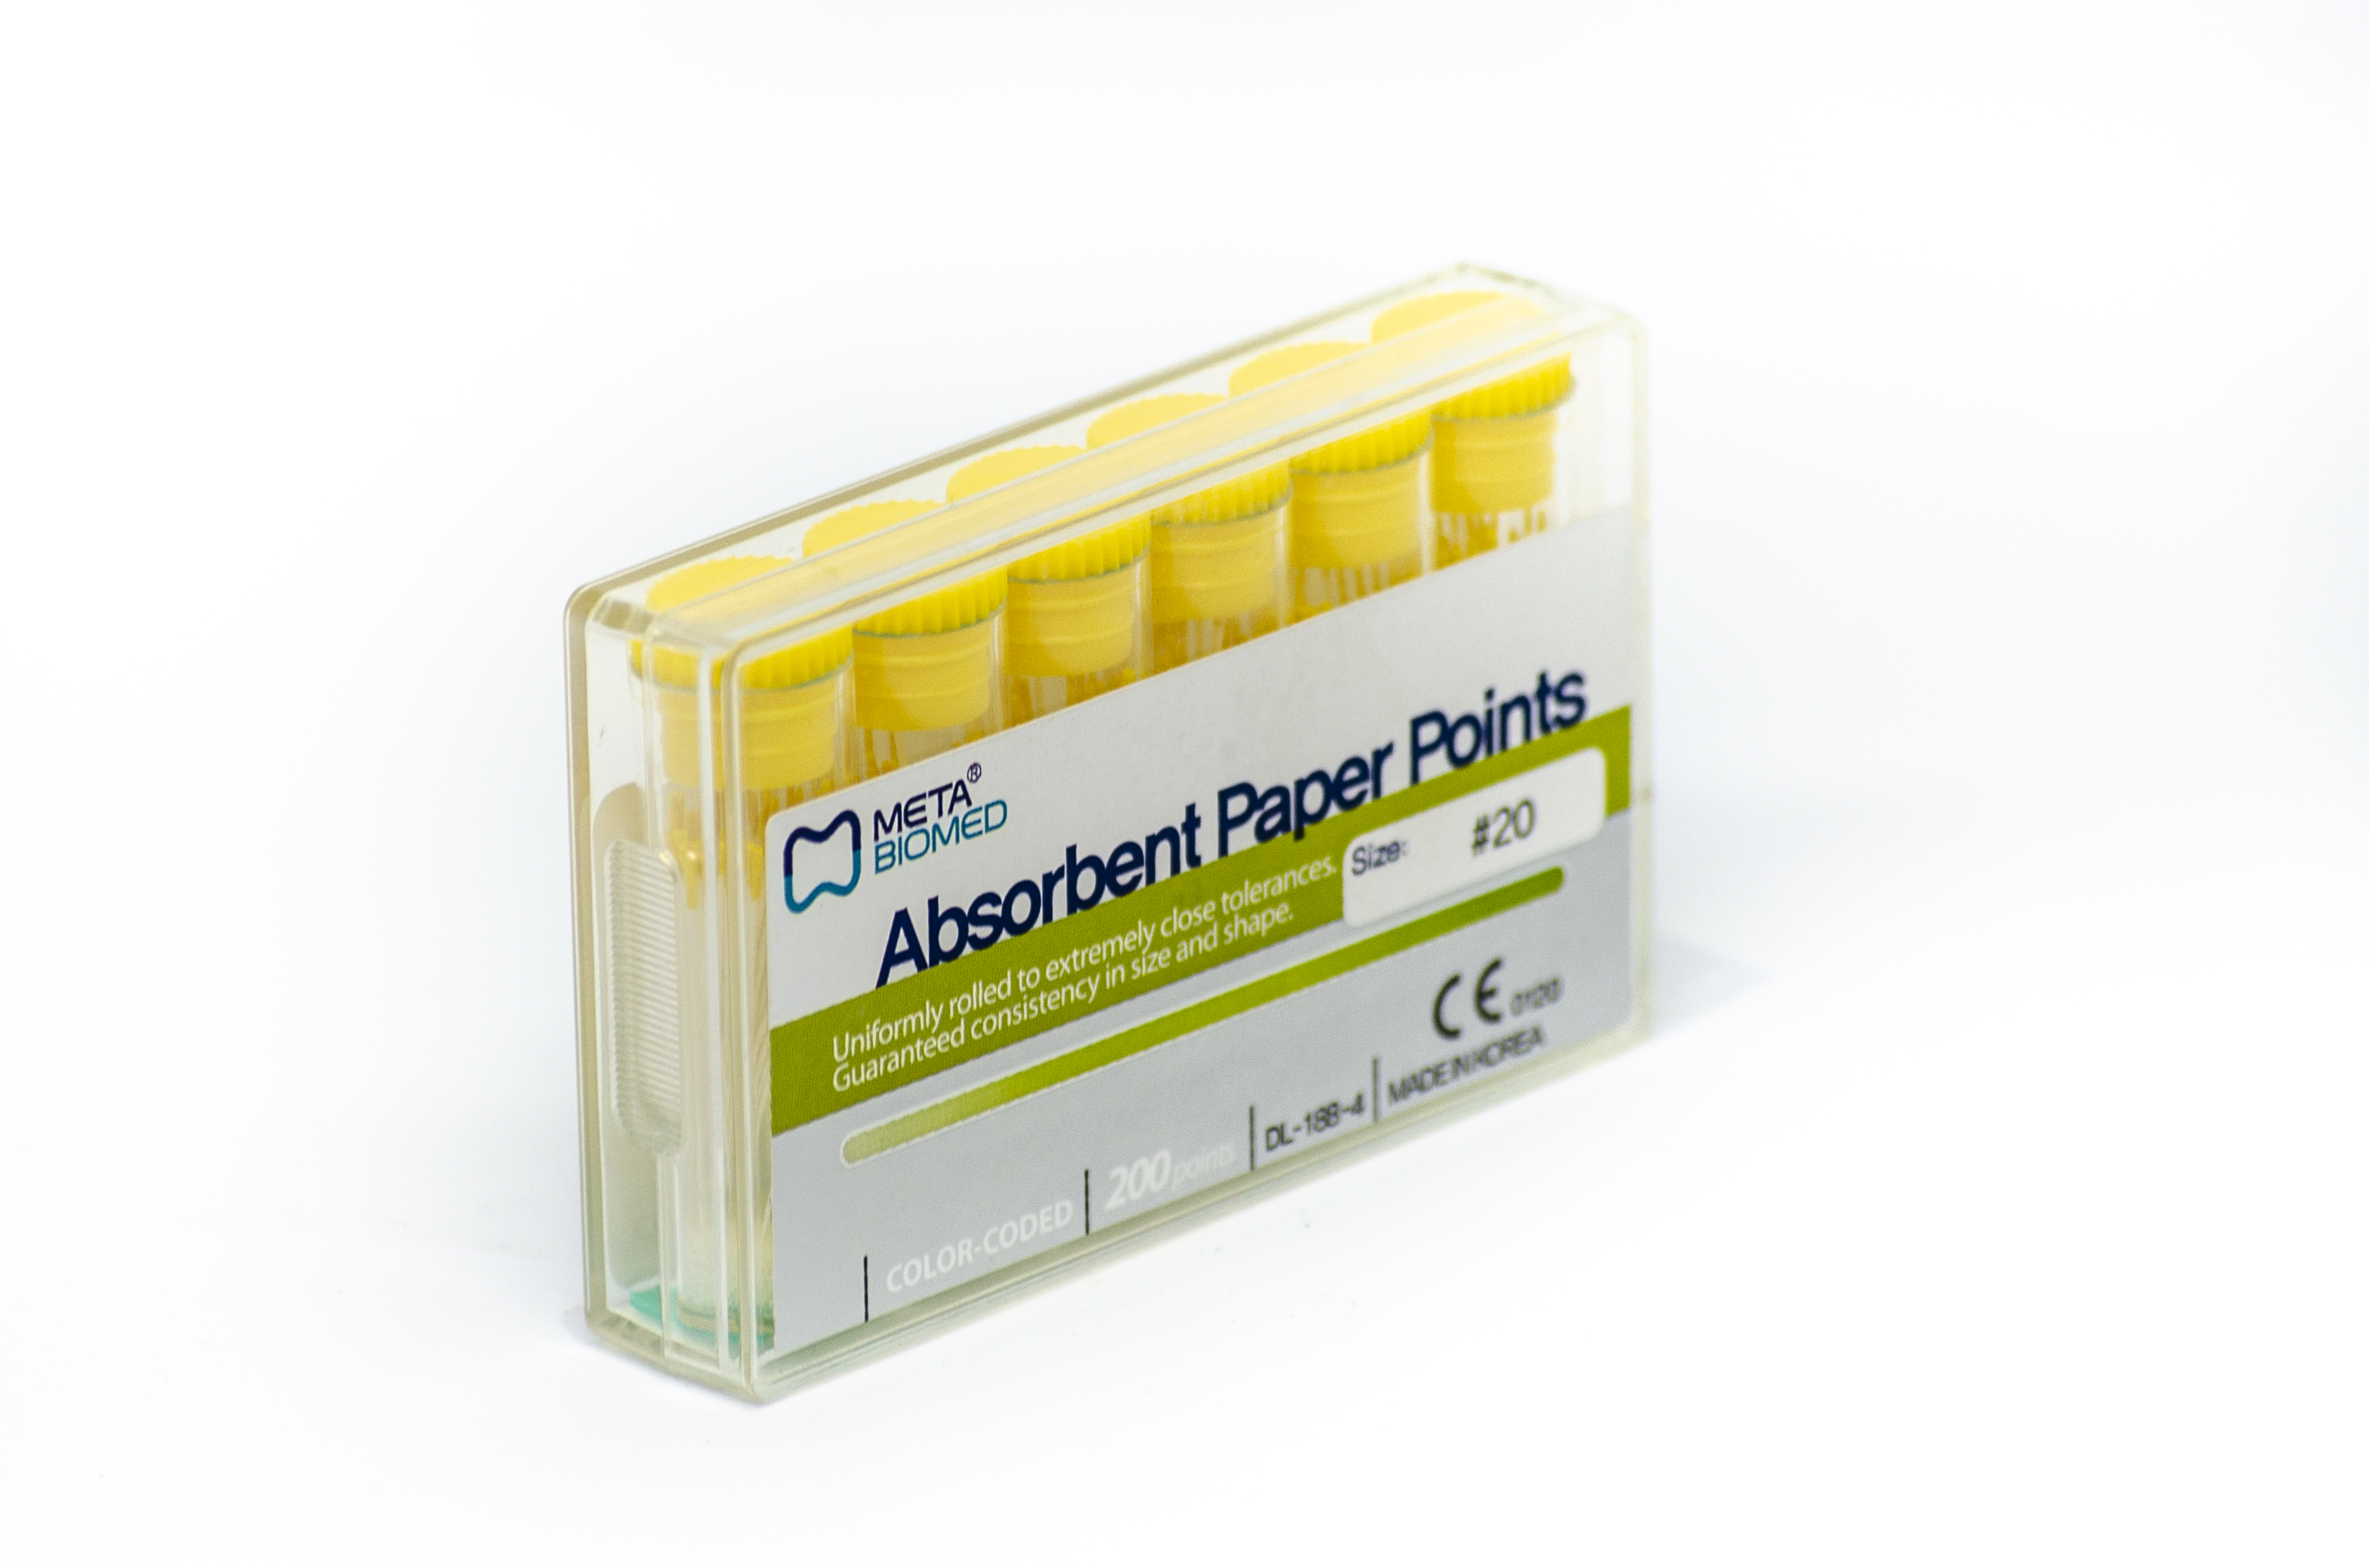 META®
BIOMED
Absorbent Paper Points
Uniformly rolled to extremely close tolerances.
Guaranteed consistency in size and shape.
Size: #20
CE 0120
COLOR-CODED | 200 points | DL-18B-4 | MADE IN KOREA